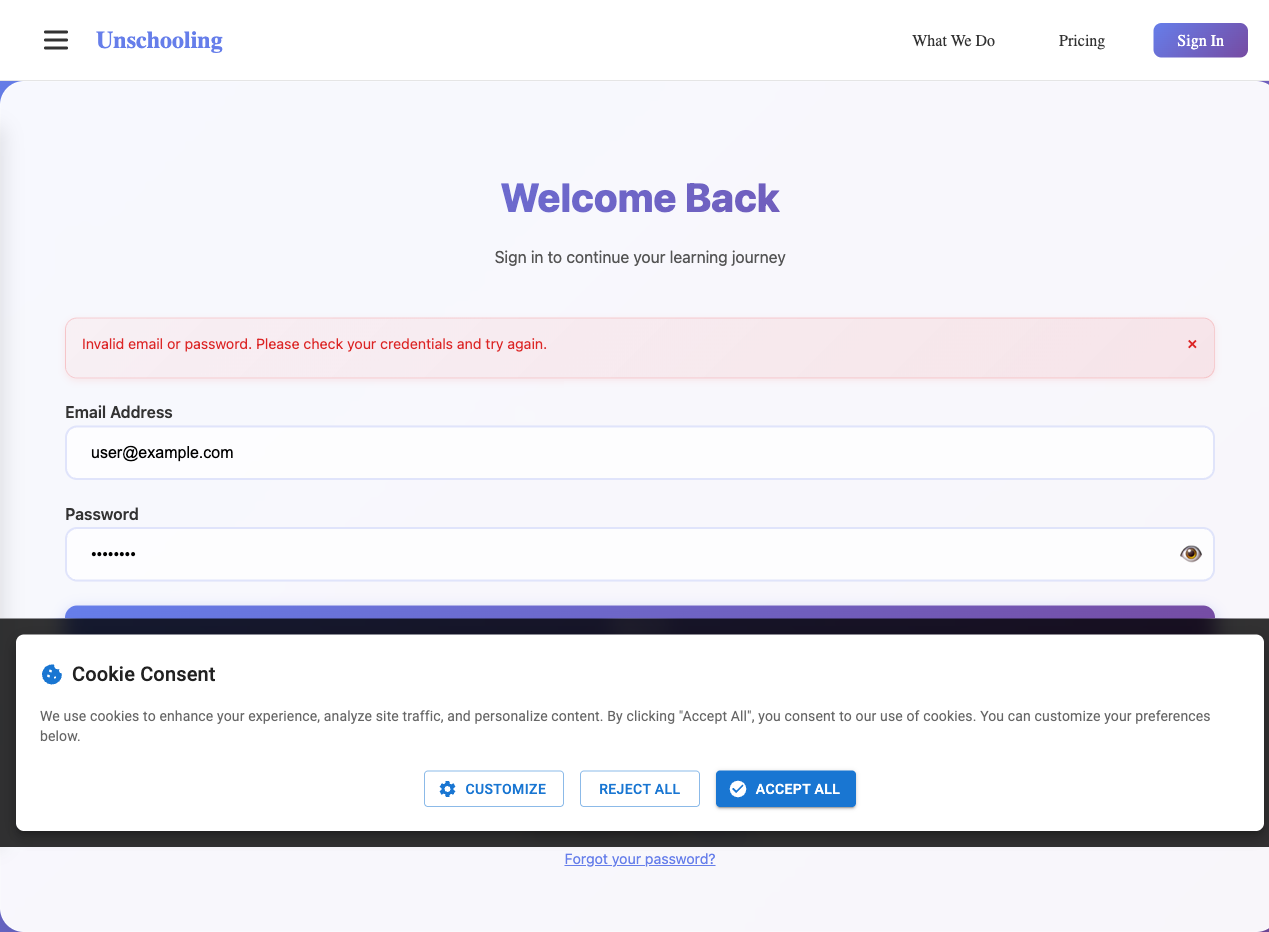 Unschooling
What We Do
Pricing
Sign In
Welcome Back
Sign in to continue your learning journey
Invalid email or password. Please check your credentials and try again.
×
Email Address
user@example.com
Password
••••••••
Cookie Consent
We use cookies to enhance your experience, analyze site traffic, and personalize content. By clicking "Accept All", you consent to our use of cookies. You can customize your preferences
below.
CUSTOMIZE
REJECT ALL
ACCEPT ALL
Forgot your password?